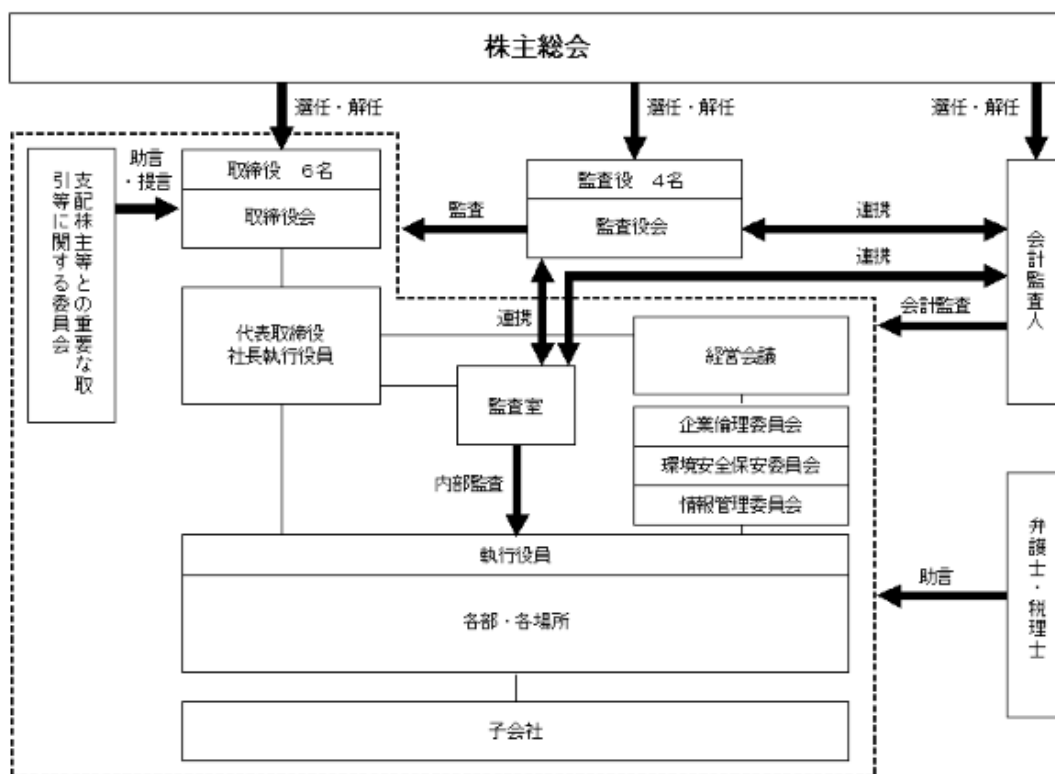 株主総会
選任・解任
選任・解任
選任・解任
支配株主等との重要な取
引等に関する委員会
助言
・提言
取締役 6名
取締役会
監査役 4名
監査役会
監査
連携
連携
会計監査人
会計監査
連携
代表取締役
社長執行役員
経営会議
監査室
企業倫理委員会
環境安全保安委員会
情報管理委員会
内部監査
執行役員
各部・各場所
助言
弁護士・税理士
子会社